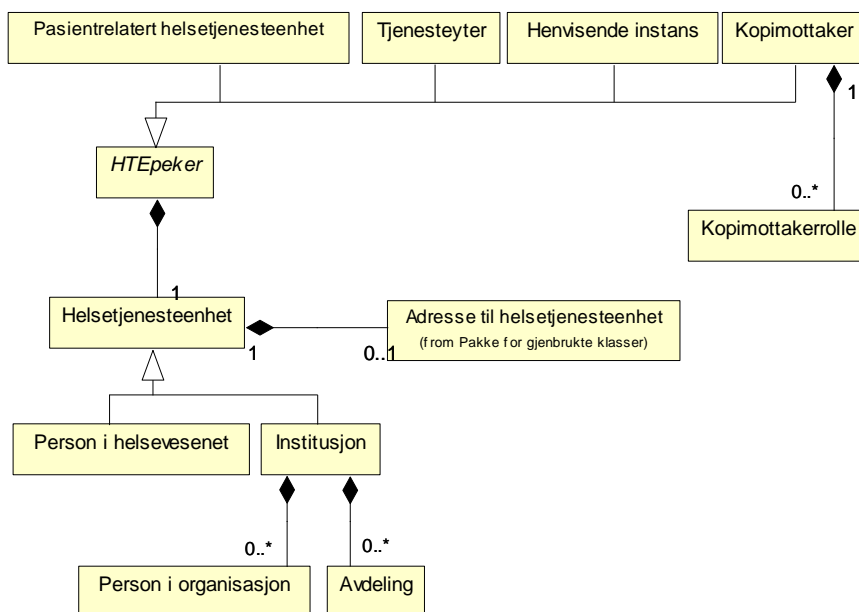 Pasientrelatert helsetjenesteenhet
Tjenesteyter
Henvisende instans
Kopimottaker
1
HTEpeker
0..*
Kopimottakerrolle
1
Helsetjenesteenhet
Adresse til helsetjenesteenhet
(from Pakke for gjenbrukte klasser)
1
0..1
Person i helsevesenet
Institusjon
0..*
0..*
Person i organisasjon
Avdeling